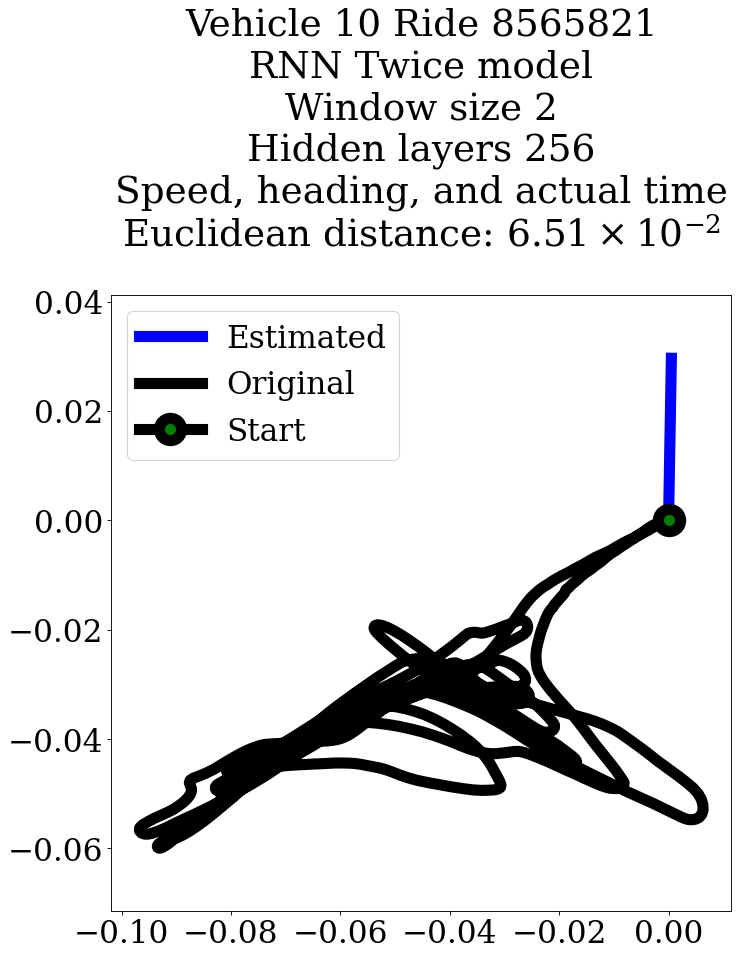 Vehicle 10 Ride 8565821
RNN Twice model
Window size 2
Hidden layers 256
Speed, heading, and actual time
Euclidean distance: 6.51 × 10⁻²
0.04
Estimated
Original
Start
0.02
0.00
−0.02
−0.04
−0.06
−0.10 −0.08 −0.06 −0.04 −0.02 0.00